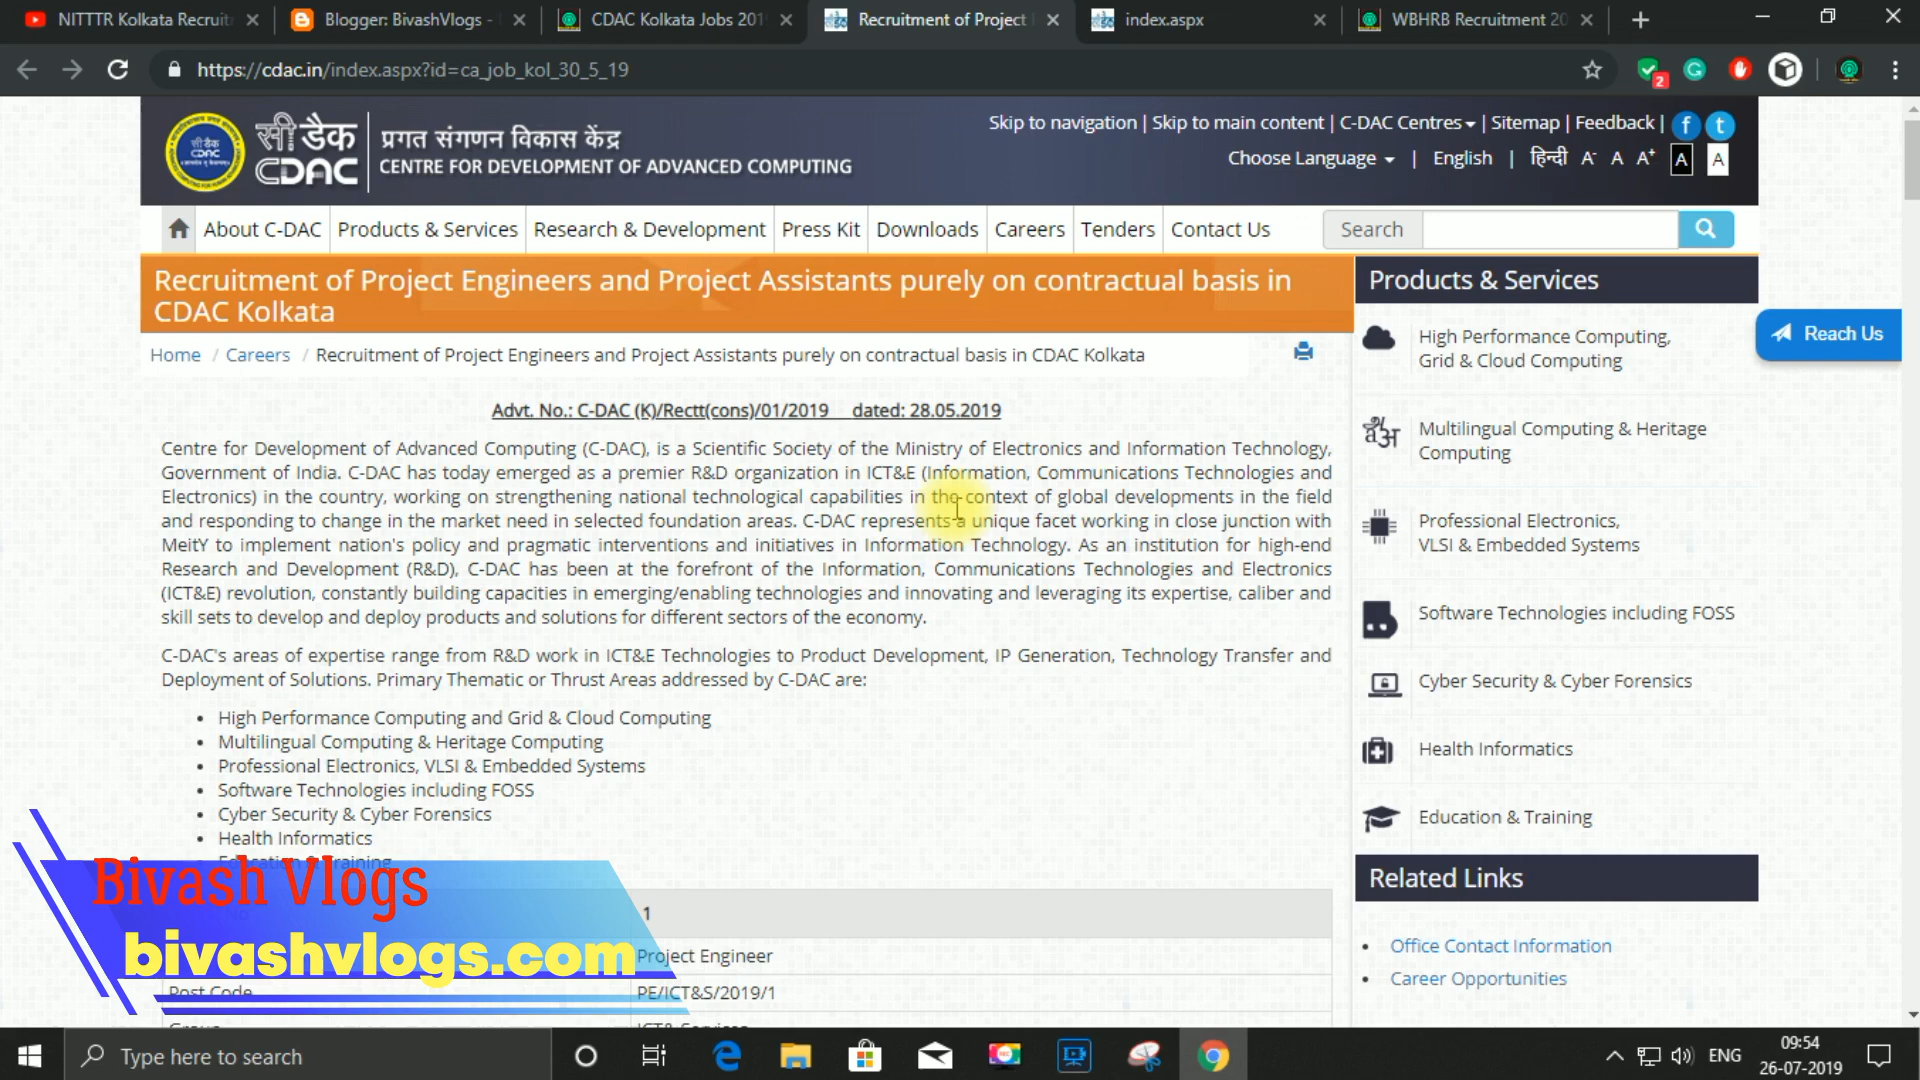 NITTTR Kolkata Recruit
Blogger: BivashVlogs -
CDAC Kolkata Jobs 201
Recruitment of Project
index.aspx
WBHRB Recruitment 20
https://cdac.in/index.aspx?id=ca_job_kol_30_5_19
2
Skip to navigation | Skip to main content | C-DAC Centres | Sitemap | Feedback |
Choose Language | English | हिन्दी A- A A+ A A
सी डैक
CDAC
सी डैक
CDAC
प्रगत संगणन विकास केंद्र
CENTRE FOR DEVELOPMENT OF ADVANCED COMPUTING
About C-DAC Products & Services Research & Development Press Kit Downloads Careers Tenders Contact Us Search
Recruitment of Project Engineers and Project Assistants purely on contractual basis in
CDAC Kolkata
Home / Careers / Recruitment of Project Engineers and Project Assistants purely on contractual basis in CDAC Kolkata
Advt. No.: C-DAC (K)/Rectt(cons)/01/2019 dated: 28.05.2019
Centre for Development of Advanced Computing (C-DAC), is a Scientific Society of the Ministry of Electronics and Information Technology,
Government of India. C-DAC has today emerged as a premier R&D organization in ICT&E (Information, Communications Technologies and
Electronics) in the country, working on strengthening national technological capabilities in the context of global developments in the field
and responding to change in the market need in selected foundation areas. C-DAC represents a unique facet working in close junction with
MeitY to implement nation's policy and pragmatic interventions and initiatives in Information Technology. As an institution for high-end
Research and Development (R&D), C-DAC has been at the forefront of the Information, Communications Technologies and Electronics
(ICT&E) revolution, constantly building capacities in emerging/enabling technologies and innovating and leveraging its expertise, caliber and
skill sets to develop and deploy products and solutions for different sectors of the economy.
C-DAC's areas of expertise range from R&D work in ICT&E Technologies to Product Development, IP Generation, Technology Transfer and
Deployment of Solutions. Primary Thematic or Thrust Areas addressed by C-DAC are:
• High Performance Computing and Grid & Cloud Computing
• Multilingual Computing & Heritage Computing
• Professional Electronics, VLSI & Embedded Systems
• Software Technologies including FOSS
• Cyber Security & Cyber Forensics
• Health Informatics
Education & Training
1
Project Engineer
Post Code PE/ICT&S/2019/1
Group ICT& Services
Bivash Vlogs
bivashvlogs.com
Products & Services
High Performance Computing,
Grid & Cloud Computing
Multilingual Computing & Heritage
Computing
Professional Electronics,
VLSI & Embedded Systems
Software Technologies including FOSS
Cyber Security & Cyber Forensics
Health Informatics
Education & Training
Related Links
• Office Contact Information
• Career Opportunities
Reach Us
Type here to search
ENG
09:54
26-07-2019